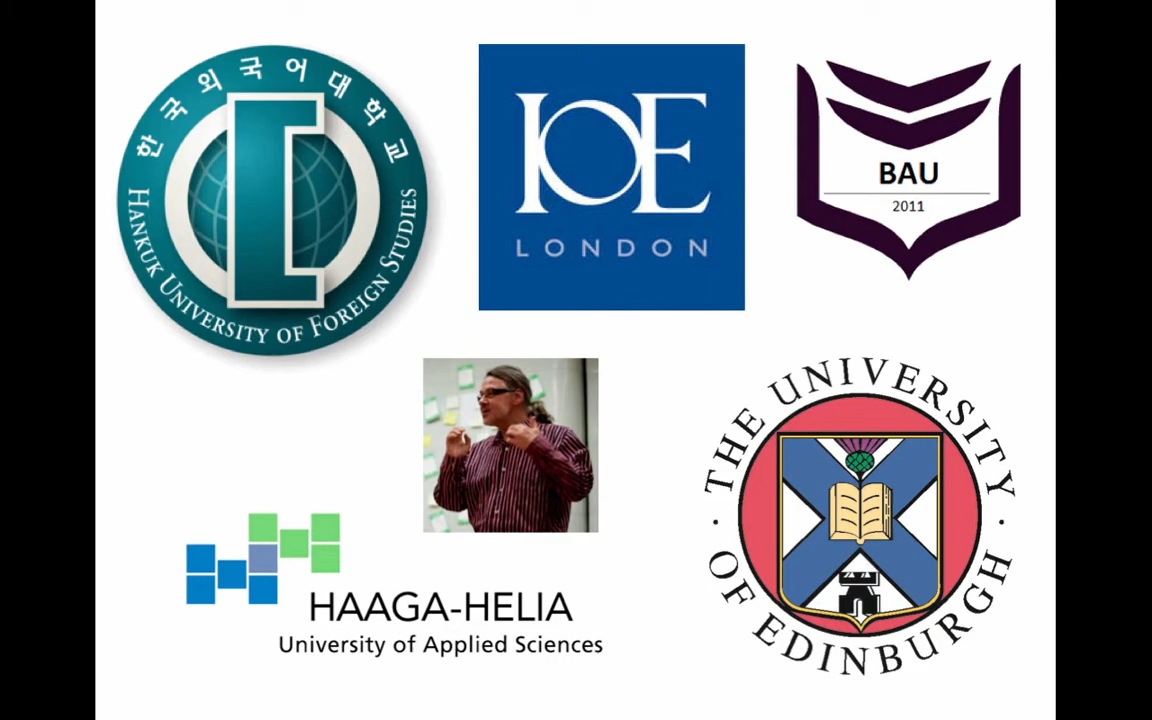 한국외국어대학교
HANKUK UNIVERSITY OF FOREIGN STUDIES
IOE
LONDON
BAU
2011
HAAGA-HELIA
University of Applied Sciences
THE UNIVERSITY
· OF EDINBURGH ·